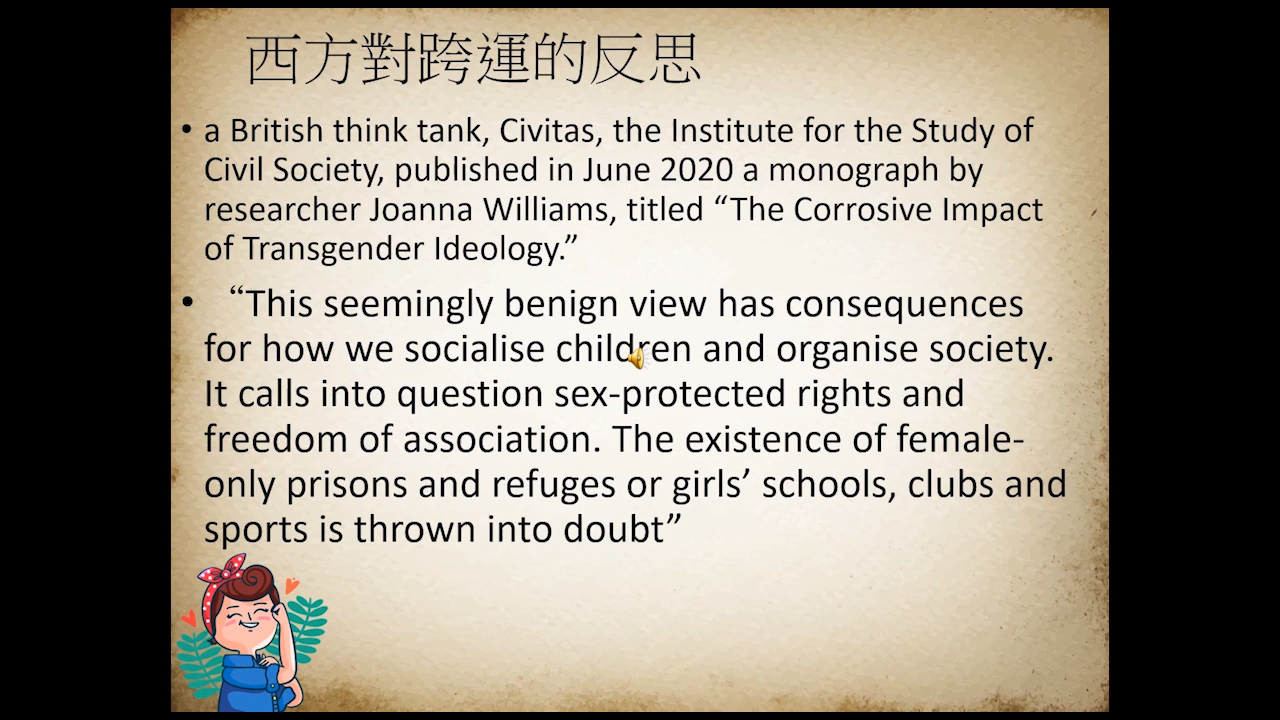 西方對跨運的反思
• a British think tank, Civitas, the Institute for the Study of
Civil Society, published in June 2020 a monograph by
researcher Joanna Williams, titled “The Corrosive Impact
of Transgender Ideology.”
• “This seemingly benign view has consequences
for how we socialise children and organise society.
It calls into question sex-protected rights and
freedom of association. The existence of female-
only prisons and refuges or girls’ schools, clubs and
sports is thrown into doubt”